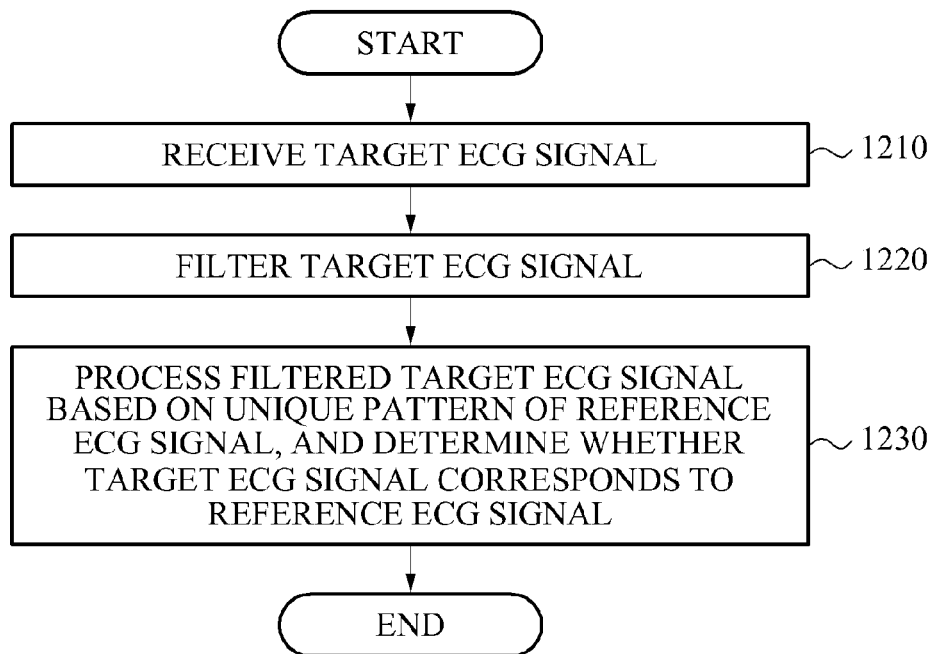 START
RECEIVE TARGET ECG SIGNAL
1210
FILTER TARGET ECG SIGNAL
1220
PROCESS FILTERED TARGET ECG SIGNAL
BASED ON UNIQUE PATTERN OF REFERENCE
ECG SIGNAL, AND DETERMINE WHETHER
TARGET ECG SIGNAL CORRESPONDS TO
REFERENCE ECG SIGNAL
1230
END